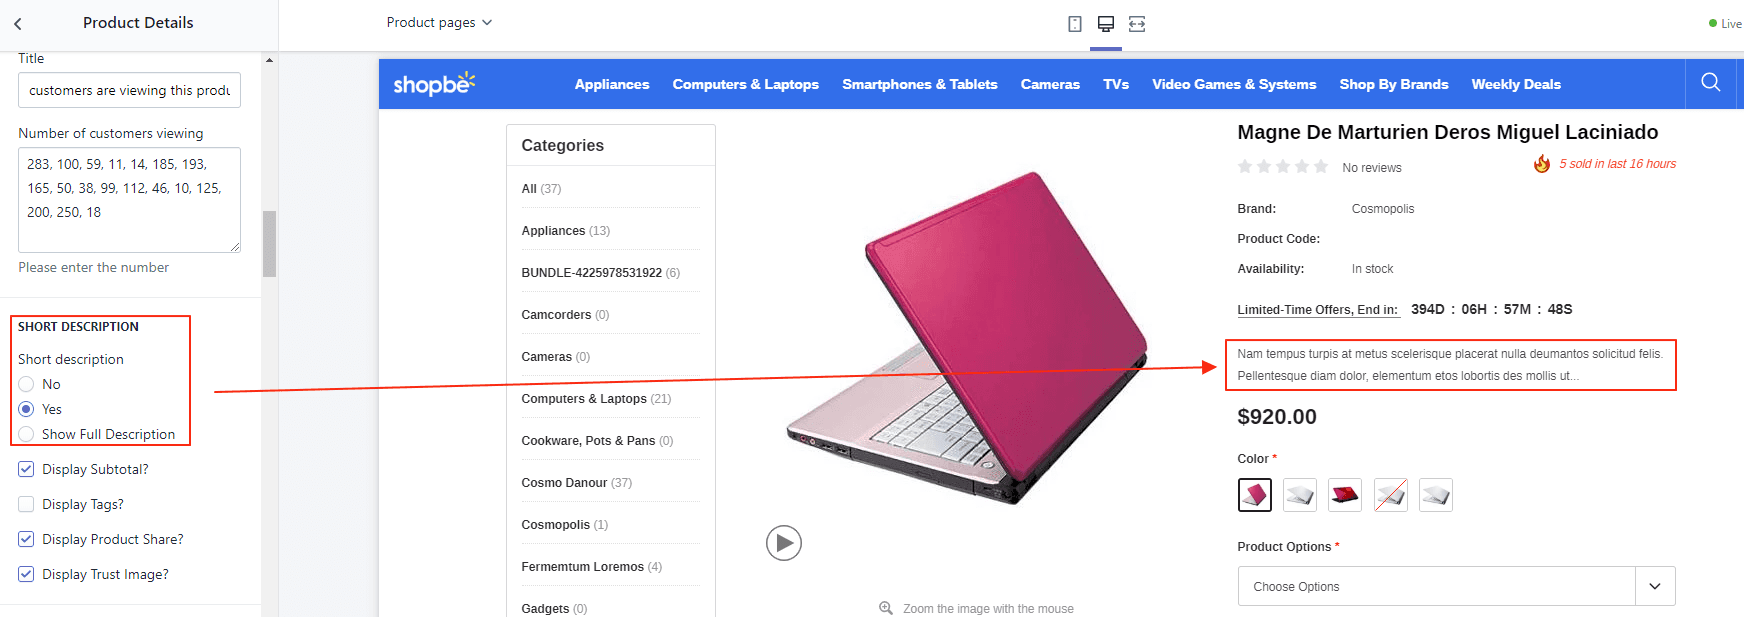 Product Details
Product pages
Live
Title
customers are viewing this produ
Number of customers viewing
283, 100, 59, 11, 14, 185, 193,
165, 50, 38, 99, 112, 46, 10, 125,
200, 250, 18
Please enter the number
SHORT DESCRIPTION
Short description
No
Yes
Show Full Description
Display Subtotal?
Display Tags?
Display Product Share?
Display Trust Image?
shopbe
Appliances Computers & Laptops Smartphones & Tablets Cameras TVs Video Games & Systems Shop By Brands Weekly Deals
Categories
All (37)
Appliances (13)
BUNDLE-4225978531922 (6)
Camcorders (0)
Cameras (0)
Computers & Laptops (21)
Cookware, Pots & Pans (0)
Cosmo Danour (37)
Cosmopolis (1)
Fermemtum Loremos (4)
Gadgets (0)
Zoom the image with the mouse
Magne De Marturien Deros Miguel Laciniado
No reviews
5 sold in last 16 hours
Brand: Cosmopolis
Product Code:
Availability: In stock
Limited-Time Offers, End in: 394D : 06H : 57M : 48S
Nam tempus turpis at metus scelerisque placerat nulla deumantos solicitud felis.
Pellentesque diam dolor, elementum etos lobortis des mollis ut...
$920.00
Color *
Product Options *
Choose Options